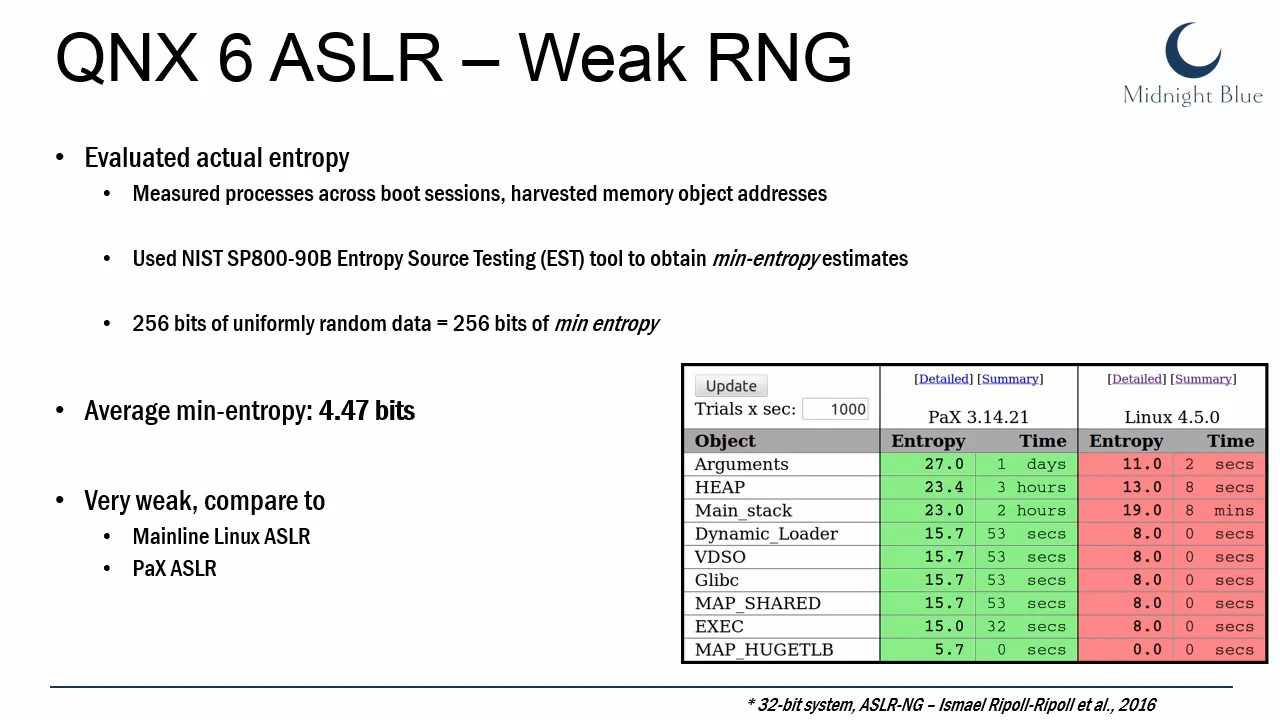 QNX 6 ASLR – Weak RNG
Midnight Blue
• Evaluated actual entropy
• Measured processes across boot sessions, harvested memory object addresses
• Used NIST SP800-90B Entropy Source Testing (EST) tool to obtain min-entropy estimates
• 256 bits of uniformly random data = 256 bits of min entropy
• Average min-entropy: 4.47 bits
• Very weak, compare to
• Mainline Linux ASLR
• PaX ASLR
Update [Detailed] [Summary] [Detailed] [Summary]
Trials x sec: 1000 PaX 3.14.21 Linux 4.5.0
Object Entropy Time Entropy Time
Arguments 27.0 1 days 11.0 2 secs
HEAP 23.4 3 hours 13.0 8 secs
Main_stack 23.0 2 hours 19.0 8 mins
Dynamic_Loader 15.7 53 secs 8.0 0 secs
VDSO 15.7 53 secs 8.0 0 secs
Glibc 15.7 53 secs 8.0 0 secs
MAP_SHARED 15.7 53 secs 8.0 0 secs
EXEC 15.0 32 secs 8.0 0 secs
MAP_HUGETLB 5.7 0 secs 0.0 0 secs
* 32-bit system, ASLR-NG – Ismael Ripoll-Ripoll et al., 2016